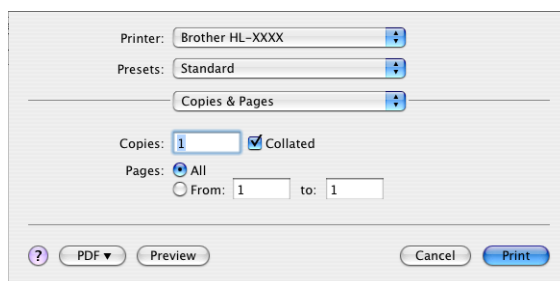 Printer: Brother HL-XXXX
Presets: Standard
Copies & Pages
Copies: 1 Collated
Pages: All
From: 1 to: 1
? PDF ▼ Preview Cancel Print